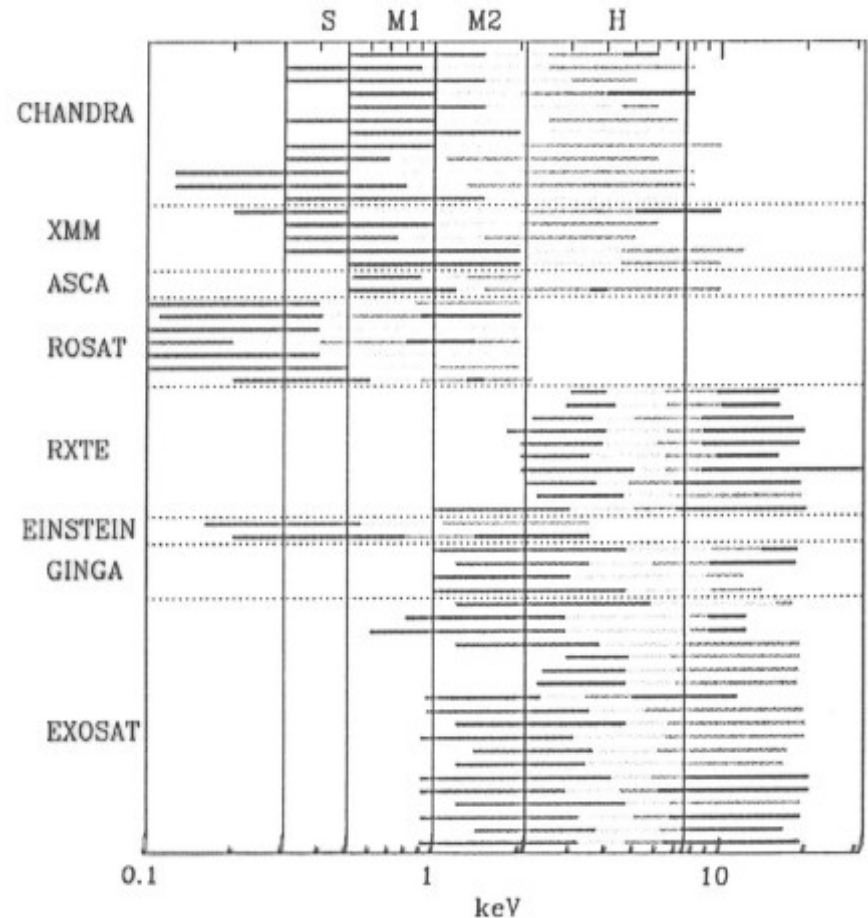 S M1 M2 H
CHANDRA
XMM
ASCA
ROSAT
RXTE
EINSTEIN
GINGA
EXOSAT
0.1 1 10
keV